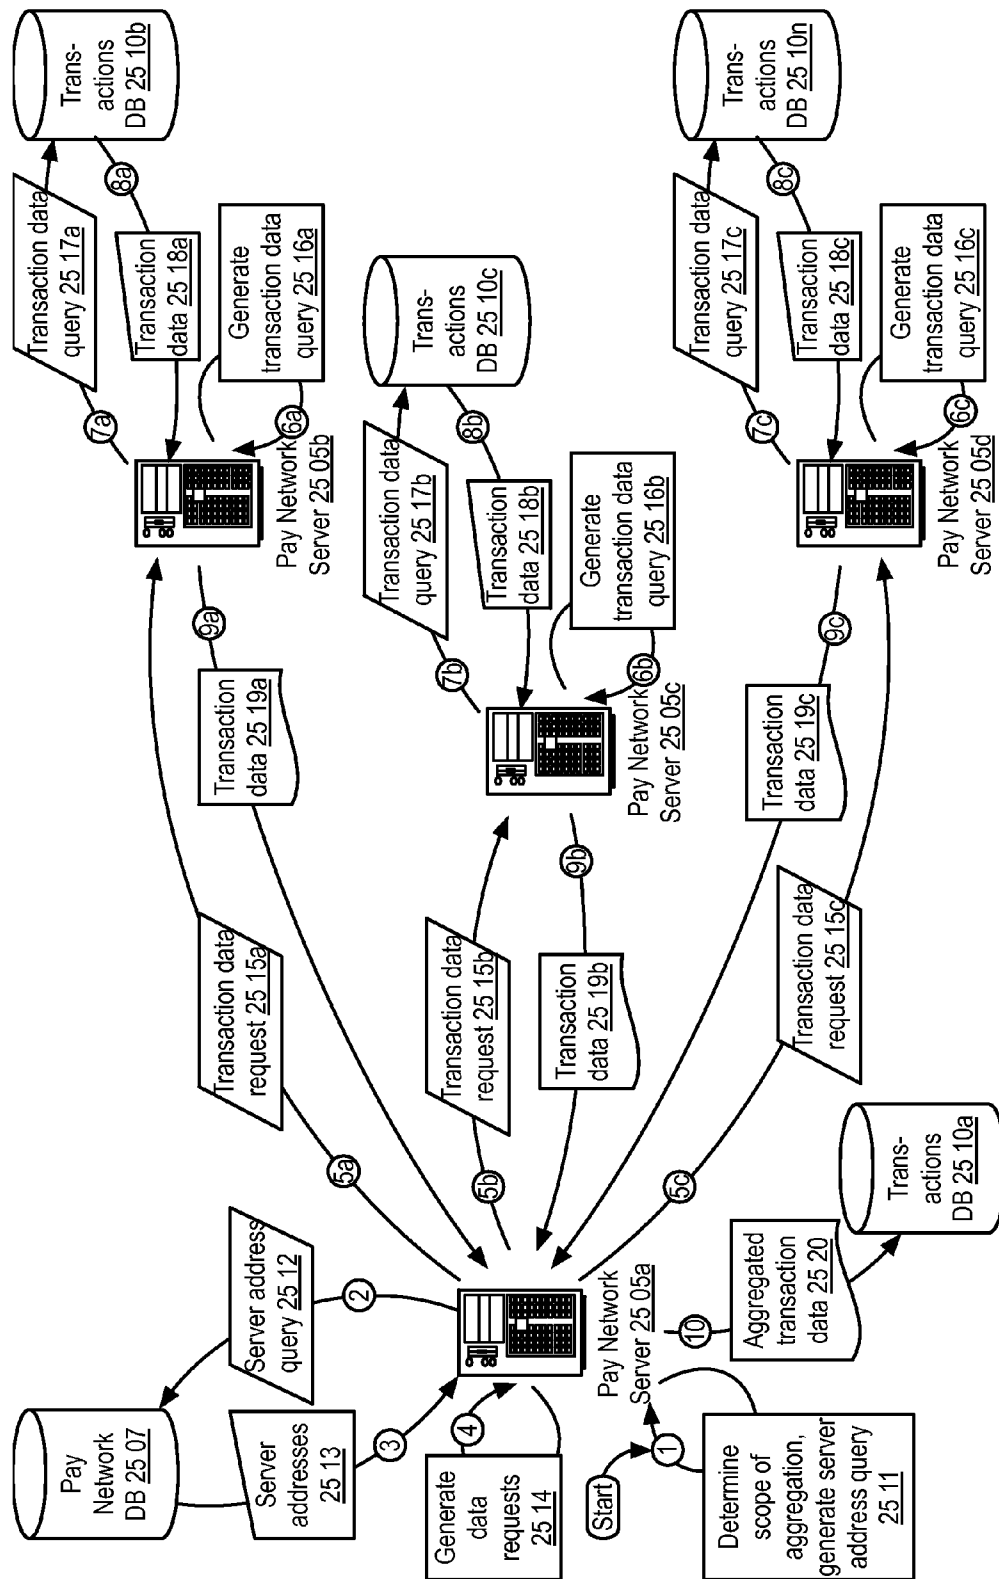 Pay
Network
DB 25 07
Server address
query 25 12
Server
addresses
25 13
2
3
4
Generate
data
requests
25 14
Start
1
Determine
scope of
aggregation,
generate server
address query
25 11
Pay Network
Server 25 05a
10
Aggregated
transaction
data 25 20
Trans-
actions
DB 25 10a
5a
Transaction data
request 25 15a
5b
Transaction data
request 25 15b
5c
Transaction data
request 25 15c
Transaction
data 25 19a
9a
Transaction
data 25 19b
9b
Transaction
data 25 19c
9c
Pay Network
Server 25 05b
6a
Generate
transaction data
query 25 16a
7a
Transaction data
query 25 17a
Transaction
data 25 18a
8a
Trans-
actions
DB 25 10b
Pay Network
Server 25 05c
6b
Generate
transaction data
query 25 16b
7b
Transaction data
query 25 17b
Transaction
data 25 18b
8b
Trans-
actions
DB 25 10c
Pay Network
Server 25 05d
6c
Generate
transaction data
query 25 16c
7c
Transaction data
query 25 17c
Transaction
data 25 18c
8c
Trans-
actions
DB 25 10n